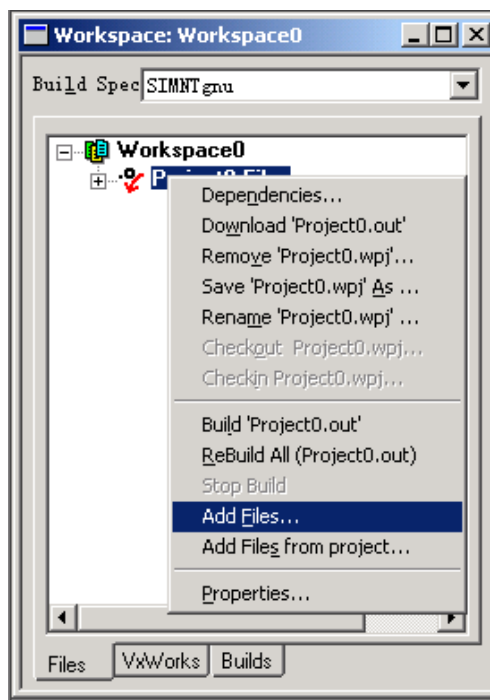 Workspace: Workspace0
Build Spec SIMNTgnu
Workspace0
Dependencies...
Download 'Project0.out'
Remove 'Project0.wpj'...
Save 'Project0.wpj' As ...
Rename 'Project0.wpj' ...
Checkout Project0.wpj...
Checkin Project0.wpj...
Build 'Project0.out'
ReBuild All (Project0.out)
Stop Build
Add Files...
Add Files from project...
Properties...
Files VxWorks Builds